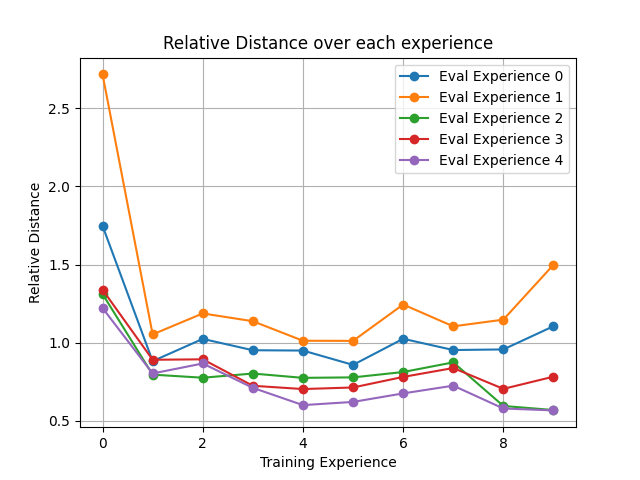 Relative Distance over each experience
Eval Experience 0
Eval Experience 1
Eval Experience 2
Eval Experience 3
Eval Experience 4
Relative Distance
2.5
2.0
1.5
1.0
0.5
0 2 4 6 8
Training Experience